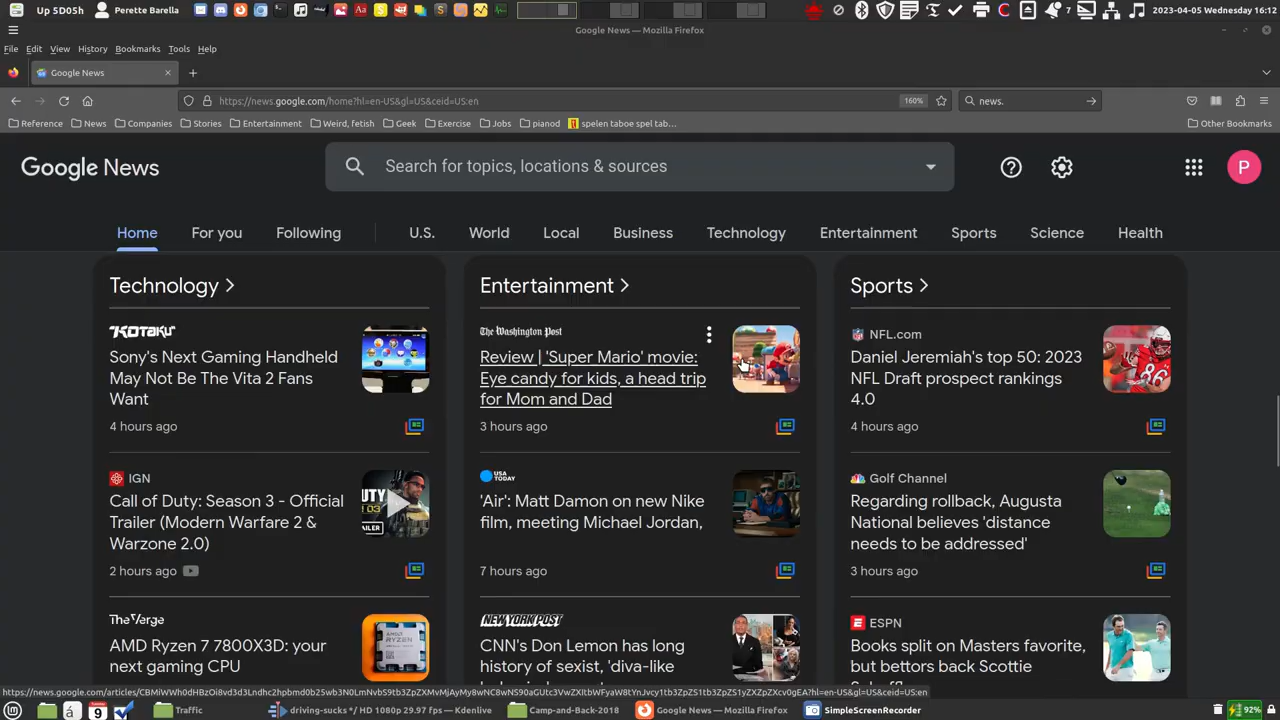 Up 5D05h Perette Barella 7 2023-04-05 Wednesday 16:12
Google News — Mozilla Firefox
File Edit View History Bookmarks Tools Help
Google News
https://news.google.com/home?hl=en-US&gl=US&ceid=US:en 160% news.
Reference News Companies Stories Entertainment Weird, fetish Geek Exercise Jobs pianod spelen taboe spel tab… Other Bookmarks
Google News Search for topics, locations & sources P
Home For you Following U.S. World Local Business Technology Entertainment Sports Science Health
Technology
KOTAKU
Sony's Next Gaming Handheld
May Not Be The Vita 2 Fans
Want
4 hours ago
IGN
Call of Duty: Season 3 - Official
Trailer (Modern Warfare 2 &
Warzone 2.0)
2 hours ago
DUTY
TRAILER
The Verge
AMD Ryzen 7 7800X3D: your
next gaming CPU
AMD
RYZEN
Entertainment
The Washington Post
Review | 'Super Mario' movie:
Eye candy for kids, a head trip
for Mom and Dad
3 hours ago
USA TODAY
'Air': Matt Damon on new Nike
film, meeting Michael Jordan,
7 hours ago
NEW YORK POST
CNN's Don Lemon has long
history of sexist, 'diva-like
Sports
NFL.com
Daniel Jeremiah's top 50: 2023
NFL Draft prospect rankings
4.0
4 hours ago
Golf Channel
Regarding rollback, Augusta
National believes 'distance
needs to be addressed'
3 hours ago
ESPN
Books split on Masters favorite,
but bettors back Scottie
Traffic driving-sucks */ HD 1080p 29.97 fps — Kdenlive Camp-and-Back-2018 Google News — Mozilla Firefox SimpleScreenRecorder 92%